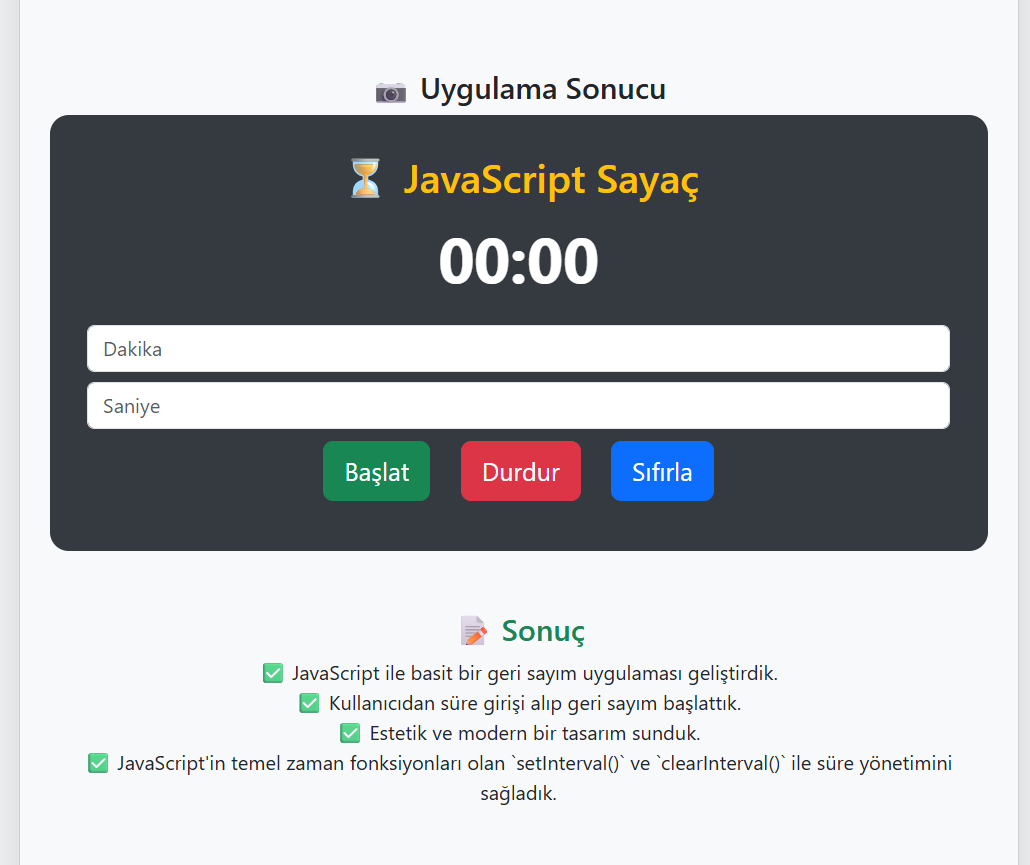 📷 Uygulama Sonucu
⏳ JavaScript Sayaç
00:00
Dakika
Saniye
Başlat Durdur Sıfırla
📝 Sonuç
✅ JavaScript ile basit bir geri sayım uygulaması geliştirdik.
✅ Kullanıcıdan süre girişi alıp geri sayım başlattık.
✅ Estetik ve modern bir tasarım sunduk.
✅ JavaScript'in temel zaman fonksiyonları olan `setInterval()` ve `clearInterval()` ile süre yönetimini
sağladık.